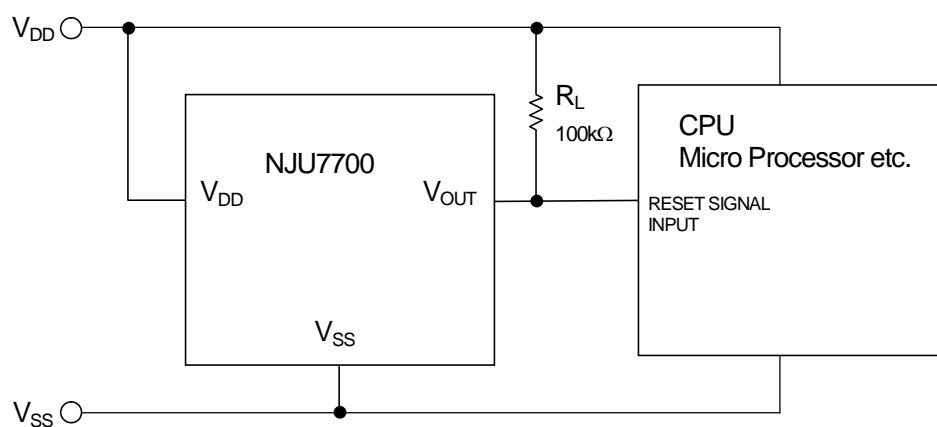 VDD
RL
100kΩ
NJU7700
VDD
VOUT
VSS
CPU
Micro Processor etc.
RESET SIGNAL
INPUT
VSS